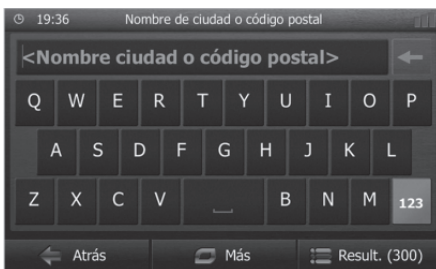 19:36 Nombre de ciudad o código postal
<Nombre ciudad o código postal>
Q W E R T Y U I O P
A S D F G H J K L
Z X C V B N M 123
Atrás Más Result. (300)